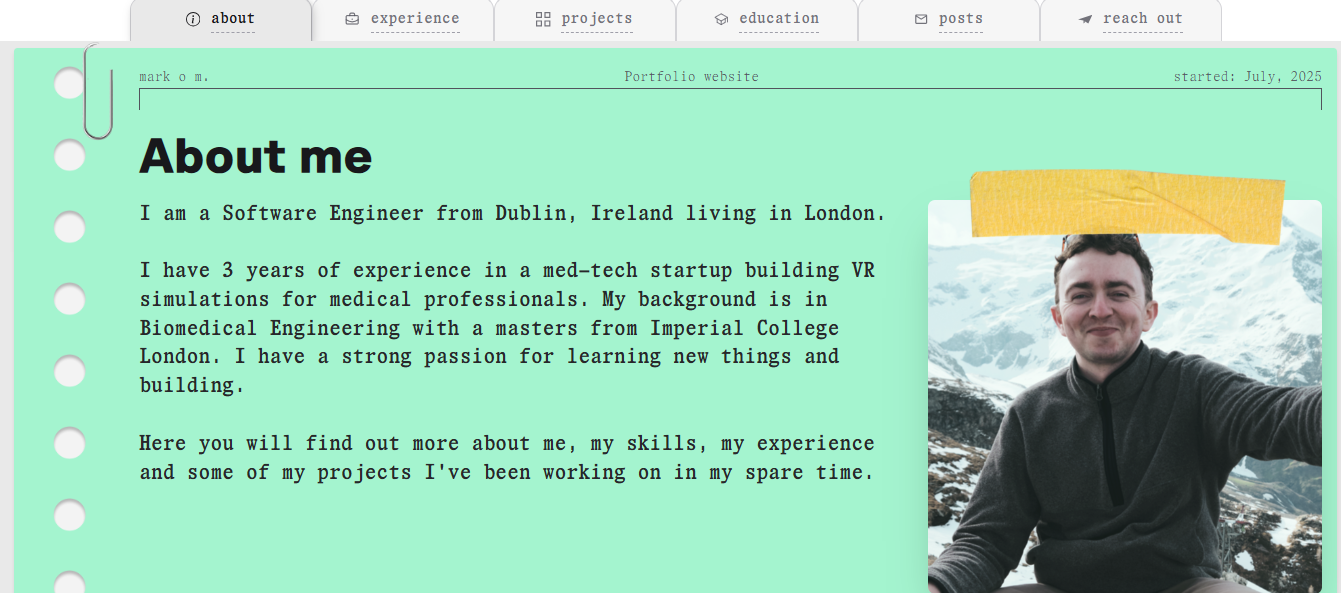 about experience projects education posts reach out
mark o m. Portfolio website started: July, 2025
About me
I am a Software Engineer from Dublin, Ireland living in London.
I have 3 years of experience in a med-tech startup building VR
simulations for medical professionals. My background is in
Biomedical Engineering with a masters from Imperial College
London. I have a strong passion for learning new things and
building.
Here you will find out more about me, my skills, my experience
and some of my projects I've been working on in my spare time.